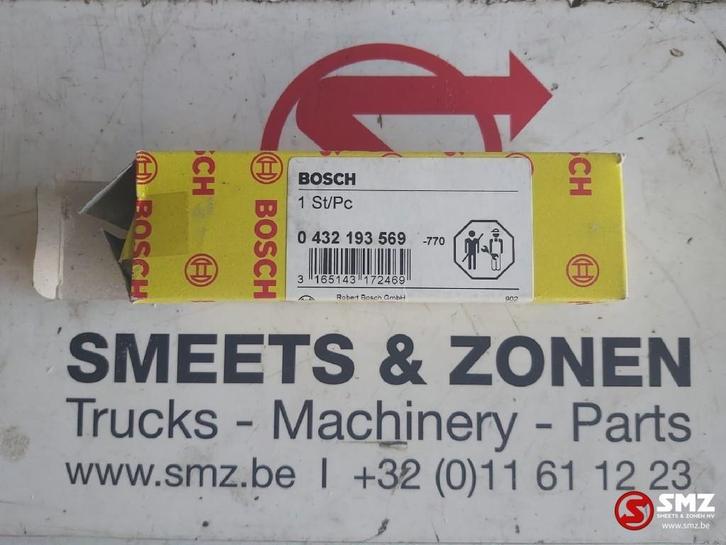 BOSCH
BOSCH
BOSCH
1 St/Pc
0 432 193 569 -770
3 165143 172469
Robert Bosch GmbH 902
BOSCH
SMEETS & ZONEN
Trucks - Machinery - Parts
www.smz.be | +32 (0)11 61 12 23
SMZ
SMEETS & ZONEN NV
smz.be